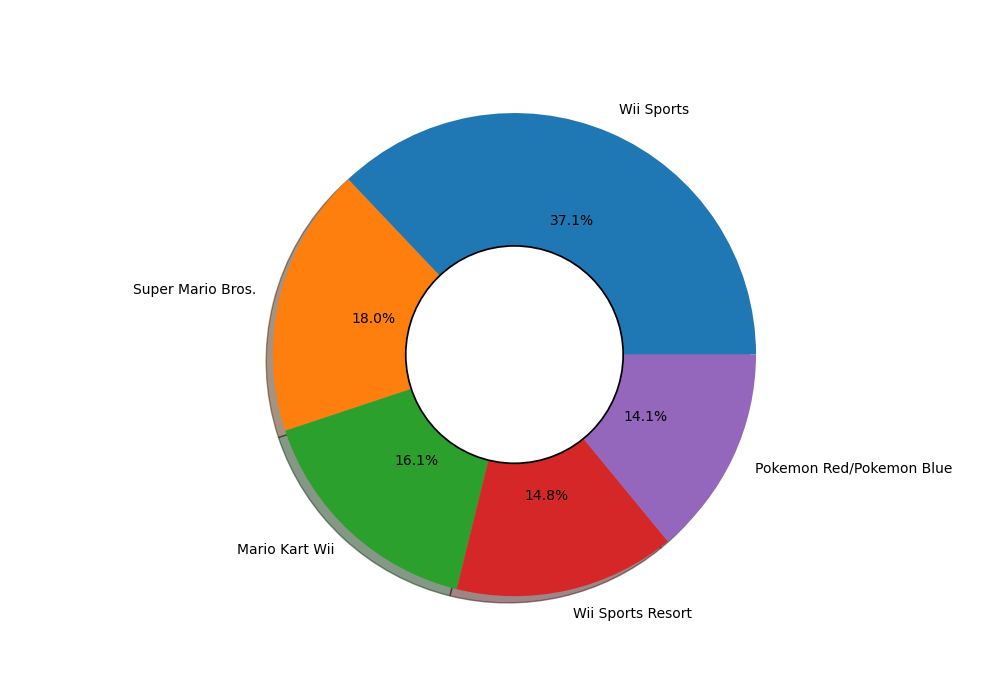 Wii Sports
37.1%
Super Mario Bros.
18.0%
Mario Kart Wii
16.1%
Wii Sports Resort
14.8%
Pokemon Red/Pokemon Blue
14.1%